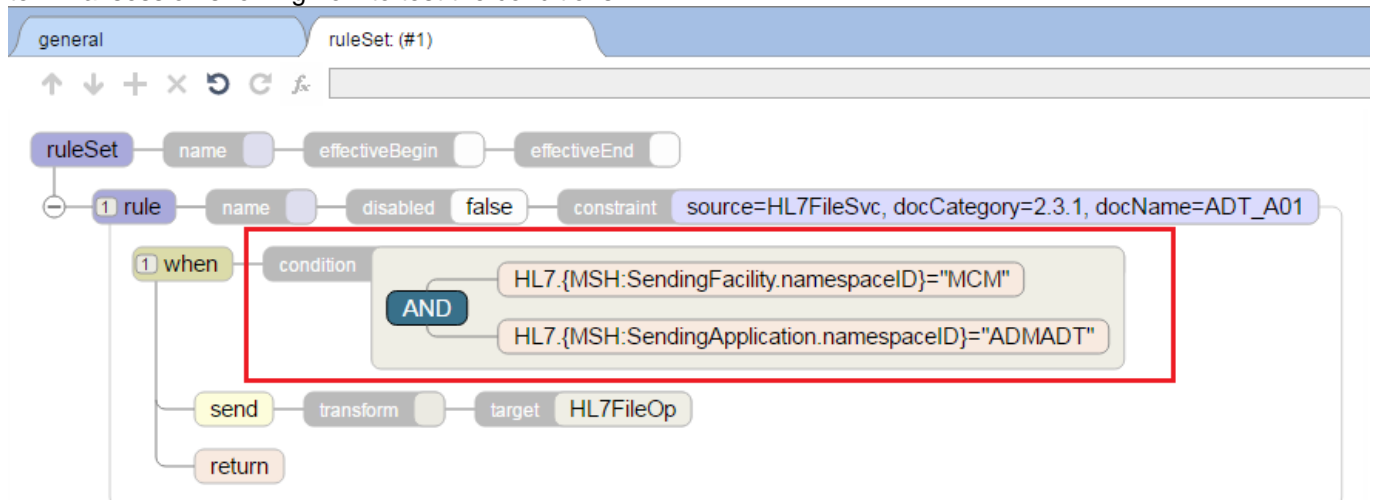 general ruleSet: (#1)
fx
ruleSet name effectiveBegin effectiveEnd
1 rule name disabled false constraint source=HL7FileSvc, docCategory=2.3.1, docName=ADT_A01
1 when condition
HL7.{MSH:SendingFacility.namespaceID}="MCM"
AND
HL7.{MSH:SendingApplication.namespaceID}="ADMADT"
send transform target HL7FileOp
return